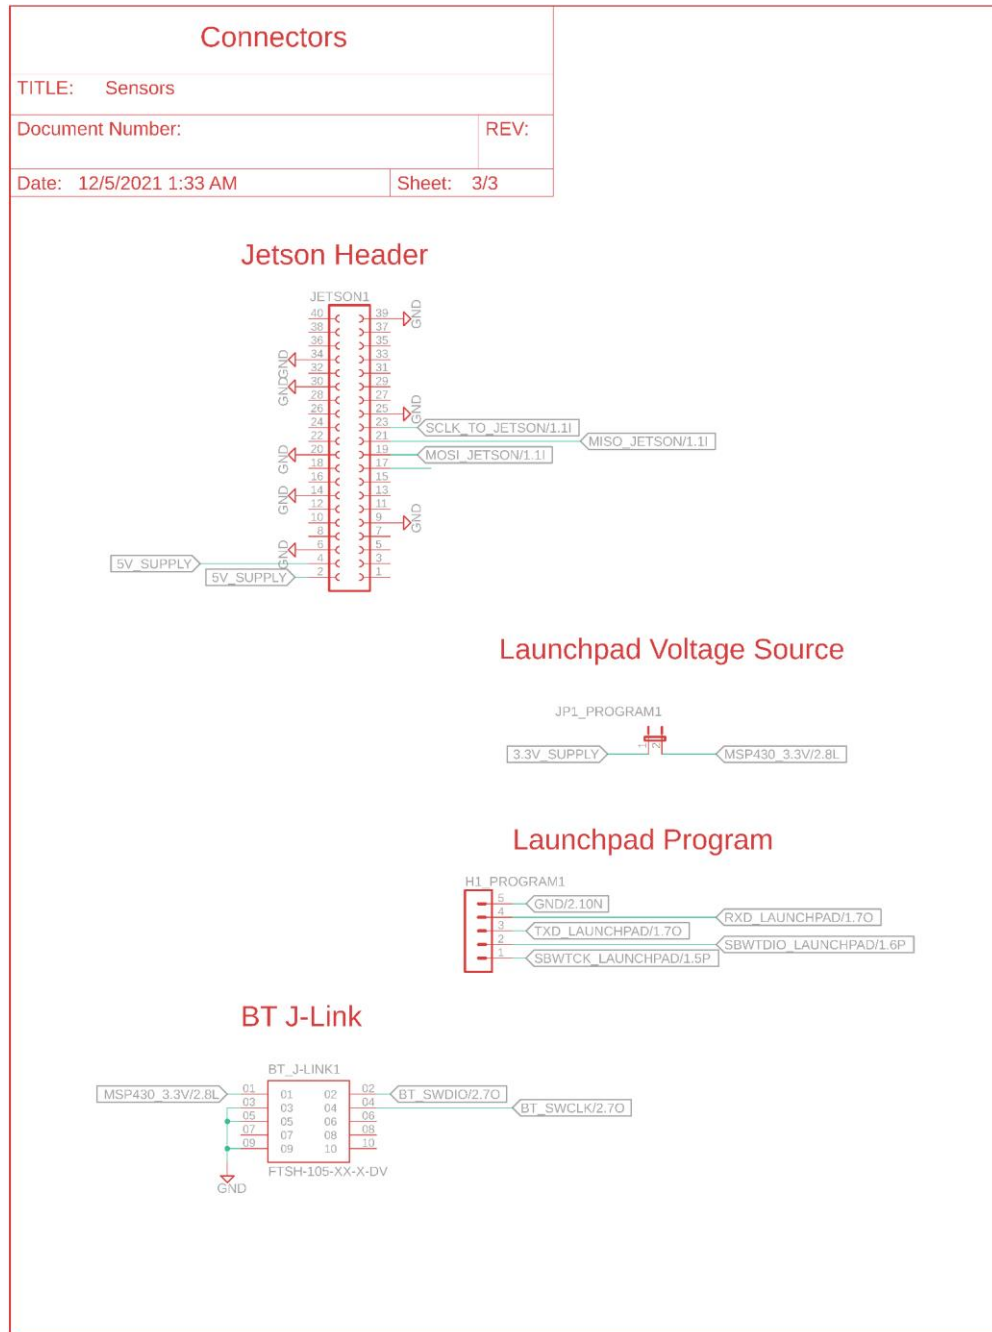 Connectors
TITLE: Sensors
Document Number: REV:
Date: 12/5/2021 1:33 AM Sheet: 3/3
Jetson Header
JETSON1
40 39 GND
38 37
36 35
GND 34 33
32 31
GND 30 29
28 27
26 25 GND
24 23 SCLK_TO_JETSON/1.1I
22 21 MISO_JETSON/1.1I
GND 20 19 MOSI_JETSON/1.1I
18 17
16 15
GND 14 13
12 11
10 9 GND
8 7
GND 6 5
5V_SUPPLY 4 3
5V_SUPPLY 2 1
Launchpad Voltage Source
JP1_PROGRAM1
3.3V_SUPPLY 1 2 MSP430_3.3V/2.8L
Launchpad Program
H1_PROGRAM1
5 GND/2.10N
4 RXD_LAUNCHPAD/1.7O
3 TXD_LAUNCHPAD/1.7O
2 SBWTDIO_LAUNCHPAD/1.6P
1 SBWTCK_LAUNCHPAD/1.5P
BT J-Link
BT_J-LINK1
MSP430_3.3V/2.8L 01 01 02 02 BT_SWDIO/2.7O
03 03 04 04 BT_SWCLK/2.7O
05 05 06 06
07 07 08 08
09 09 10 10
FTSH-105-XX-X-DV
GND